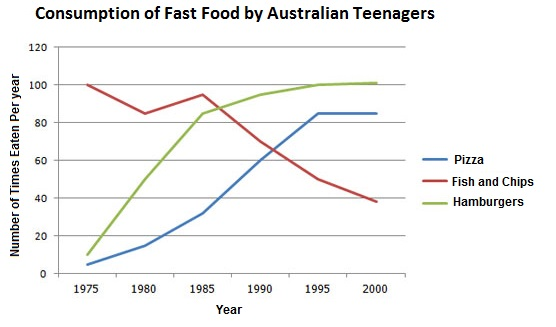 Consumption of Fast Food by Australian Teenagers
Number of Times Eaten Per year
120
100
80
60
40
20
0
1975 1980 1985 1990 1995 2000
Year
Pizza
Fish and Chips
Hamburgers